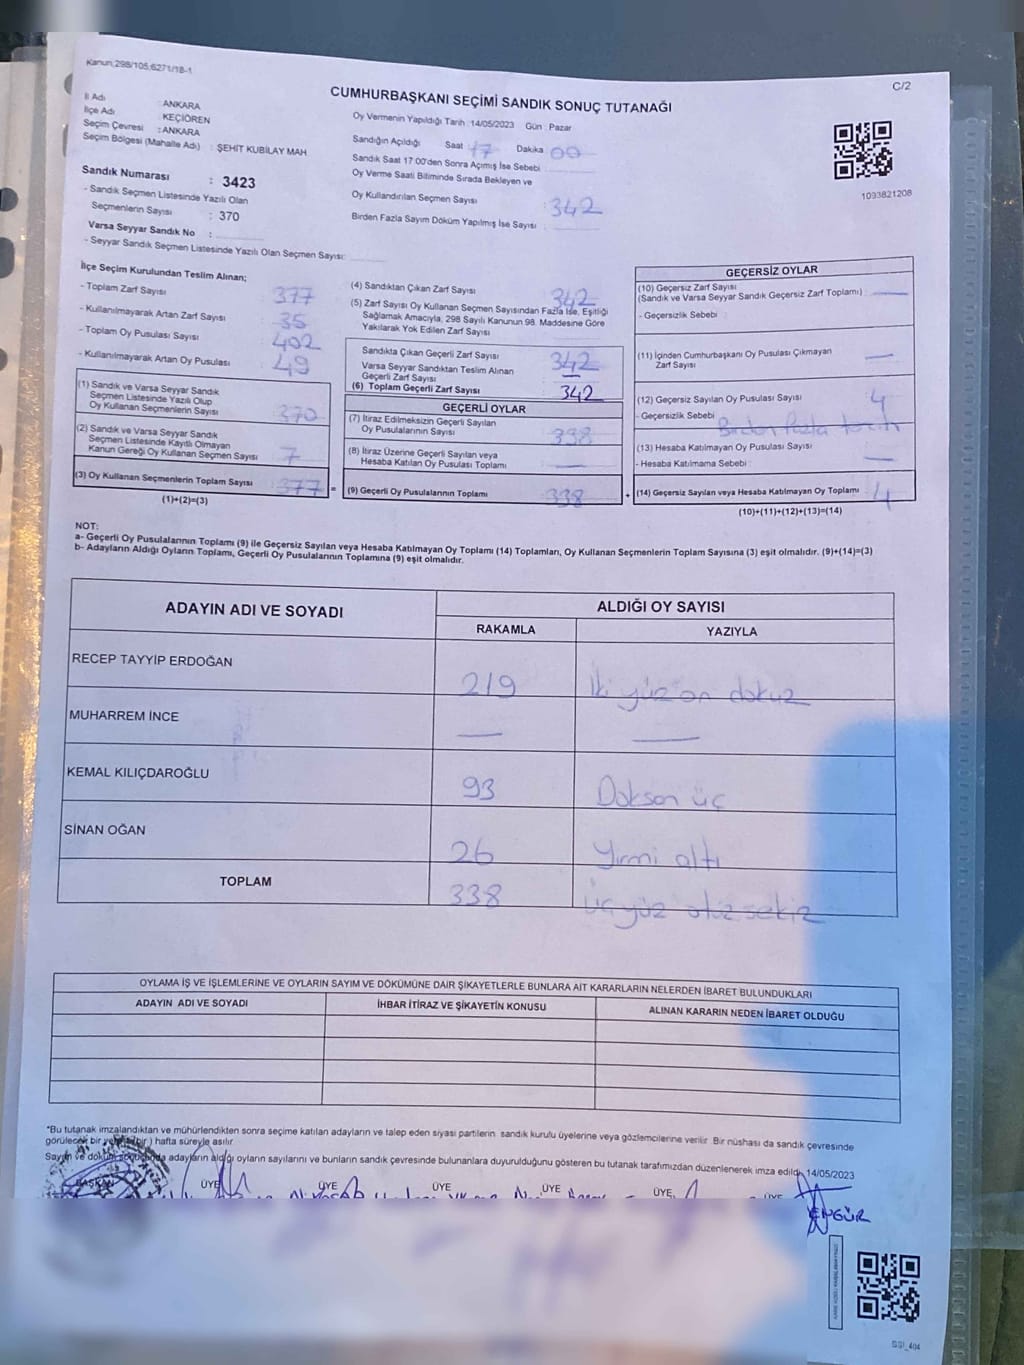 Kanun:298/105,6271/18-1
C/2
CUMHURBAŞKANI SEÇİMİ SANDIK SONUÇ TUTANAĞI
İl Adı : ANKARA
İlçe Adı : KEÇİÖREN
Seçim Çevresi : ANKARA
Seçim Bölgesi (Mahalle Adı) : ŞEHİT KUBİLAY MAH
Sandık Numarası : 3423
- Sandık Seçmen Listesinde Yazılı Olan
Seçmenlerin Sayısı : 370
Varsa Seyyar Sandık No :
- Seyyar Sandık Seçmen Listesinde Yazılı Olan Seçmen Sayısı:
Oy Vermenin Yapıldığı Tarih :14/05/2023 Gün : Pazar
Sandığın Açıldığı Saat 17 Dakika 00
Sandık Saat 17 00'den Sonra Açımış İse Sebebi
Oy Verme Saati Bitiminde Sırada Bekleyen ve
Oy Kullandırılan Seçmen Sayısı : 342
Birden Fazla Sayım Döküm Yapılmış İse Sayısı
1093821208
İlçe Seçim Kurulundan Teslim Alınan;
- Toplam Zarf Sayısı 377
- Kullanılmayarak Artan Zarf Sayısı 35
- Toplam Oy Pusulası Sayısı 402
- Kullanılmayarak Artan Oy Pusulası 49
(1) Sandık ve Varsa Seyyar Sandık
Seçmen Listesinde Yazılı Olup
Oy Kullanan Seçmenlerin Sayısı 370
(2) Sandık ve Varsa Seyyar Sandık
Seçmen Listesinde Kayıtlı Olmayan
Kanun Gereği Oy Kullanan Seçmen Sayısı 7
(3) Oy Kullanan Seçmenlerin Toplam Sayısı 377 =
(1)+(2)=(3)
(4) Sandıktan Çıkan Zarf Sayısı 342
(5) Zarf Sayısı Oy Kullanan Seçmen Sayısından Fazla İse, Eşitliği
Sağlamak Amacıyla, 298 Sayılı Kanunun 98. Maddesine Göre
Yakılarak Yok Edilen Zarf Sayısı
Sandıkta Çıkan Geçerli Zarf Sayısı 342
Varsa Seyyar Sandıktan Teslim Alınan
Geçerli Zarf Sayısı —
(6) Toplam Geçerli Zarf Sayısı 342
GEÇERLİ OYLAR
(7) İtiraz Edilmeksizin Geçerli Sayılan
Oy Pusulalarının Sayısı 338
(8) İtiraz Üzerine Geçerli Sayılan veya
Hesaba Katılan Oy Pusulası Toplamı —
(9) Geçerli Oy Pusulalarının Toplamı 338 +
GEÇERSİZ OYLAR
(10) Geçersiz Zarf Sayısı
(Sandık ve Varsa Seyyar Sandık Geçersiz Zarf Toplamı) —
- Geçersizlik Sebebi :
(11) İçinden Cumhurbaşkanı Oy Pusulası Çıkmayan
Zarf Sayısı —
(12) Geçersiz Sayılan Oy Pusulası Sayısı 4
- Geçersizlik Sebebi : Birden fazla tercih
(13) Hesaba Katılmayan Oy Pusulası Sayısı —
- Hesaba Katılmama Sebebi :
(14) Geçersiz Sayılan veya Hesaba Katılmayan Oy Toplamı 4
(10)+(11)+(12)+(13)=(14)
NOT:
a- Geçerli Oy Pusulalarının Toplamı (9) ile Geçersiz Sayılan veya Hesaba Katılmayan Oy Toplamı (14) Toplamları, Oy Kullanan Seçmenlerin Toplam Sayısına (3) eşit olmalıdır. (9)+(14)=(3)
b- Adayların Aldığı Oyların Toplamı, Geçerli Oy Pusulalarının Toplamına (9) eşit olmalıdır.
ADAYIN ADI VE SOYADI ALDIĞI OY SAYISI
RAKAMLA YAZIYLA
RECEP TAYYİP ERDOĞAN 219 İki yüz on dokuz
MUHARREM İNCE — —
KEMAL KILIÇDAROĞLU 93 Doksan üç
SİNAN OĞAN 26 Yirmi altı
TOPLAM 338 üç yüz otuz sekiz
OYLAMA İŞ VE İŞLEMLERİNE VE OYLARIN SAYIM VE DÖKÜMÜNE DAİR ŞİKAYETLERLE BUNLARA AİT KARARLARIN NELERDEN İBARET BULUNDUKLARI
ADAYIN ADI VE SOYADI İHBAR İTİRAZ VE ŞİKAYETİN KONUSU ALINAN KARARIN NEDEN İBARET OLDUĞU
*Bu tutanak imzalandıktan ve mühürlendikten sonra seçime katılan adayların ve talep eden siyasi partilerin sandık kurulu üyelerine veya gözlemcilerine verilir. Bir nüshası da sandık çevresinde
görülecek bir yere (bir) hafta süreyle asılır.
Sayım ve döküm sonucunda adayların aldığı oyların sayılarını ve bunların sandık çevresinde bulunanlara duyurulduğunu gösteren bu tutanak tarafımızdan düzenlenerek imza edildi. 14/05/2023
BAŞKAN ÜYE ÜYE ÜYE ÜYE ÜYE ÜYE